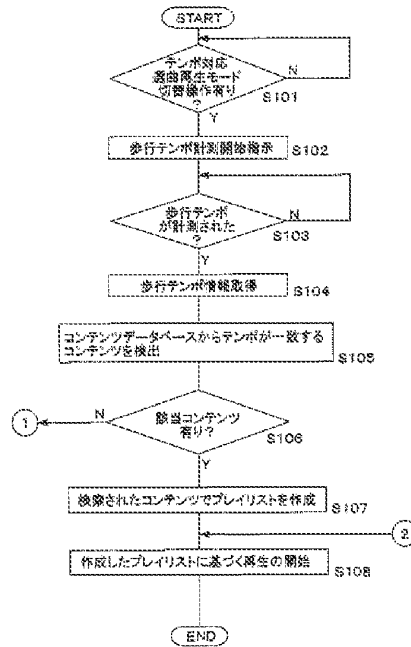 START
テンポ対応
選曲再生モード
切替操作有り
?
N
S101
Y
歩行テンポ計測開始指示
S102
歩行テンポ
が計測された
?
N
S103
Y
歩行テンポ情報取得
S104
コンテンツデータベースからテンポが一致する
コンテンツを検出
S105
1
N
該当コンテンツ
有り?
S106
Y
検索されたコンテンツでプレイリストを作成
S107
2
作成したプレイリストに基づく再生の開始
S108
END